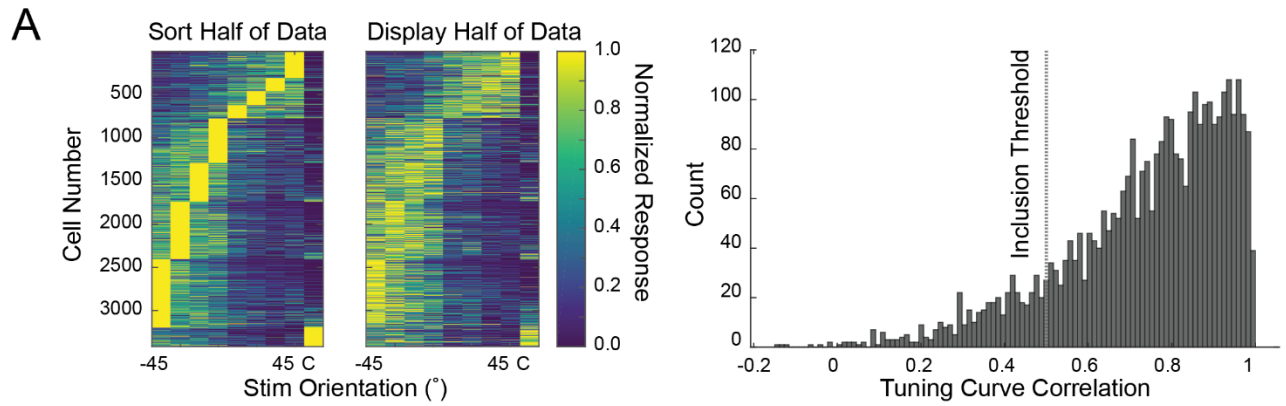 A
Sort Half of Data
Display Half of Data
Cell Number
500
1000
1500
2000
2500
3000
-45
45 C
-45
45 C
Stim Orientation (˚)
1.0
0.8
0.6
0.4
0.2
0.0
Normalized Response
Count
120
100
80
60
40
20
0
Inclusion Threshold
-0.2
0
0.2
0.4
0.6
0.8
1
Tuning Curve Correlation